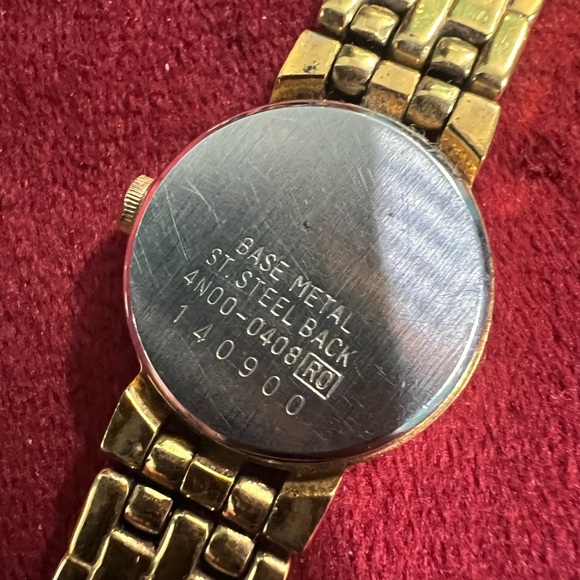 BASE METAL
ST. STEEL BACK
4N00-0408 RO
140900